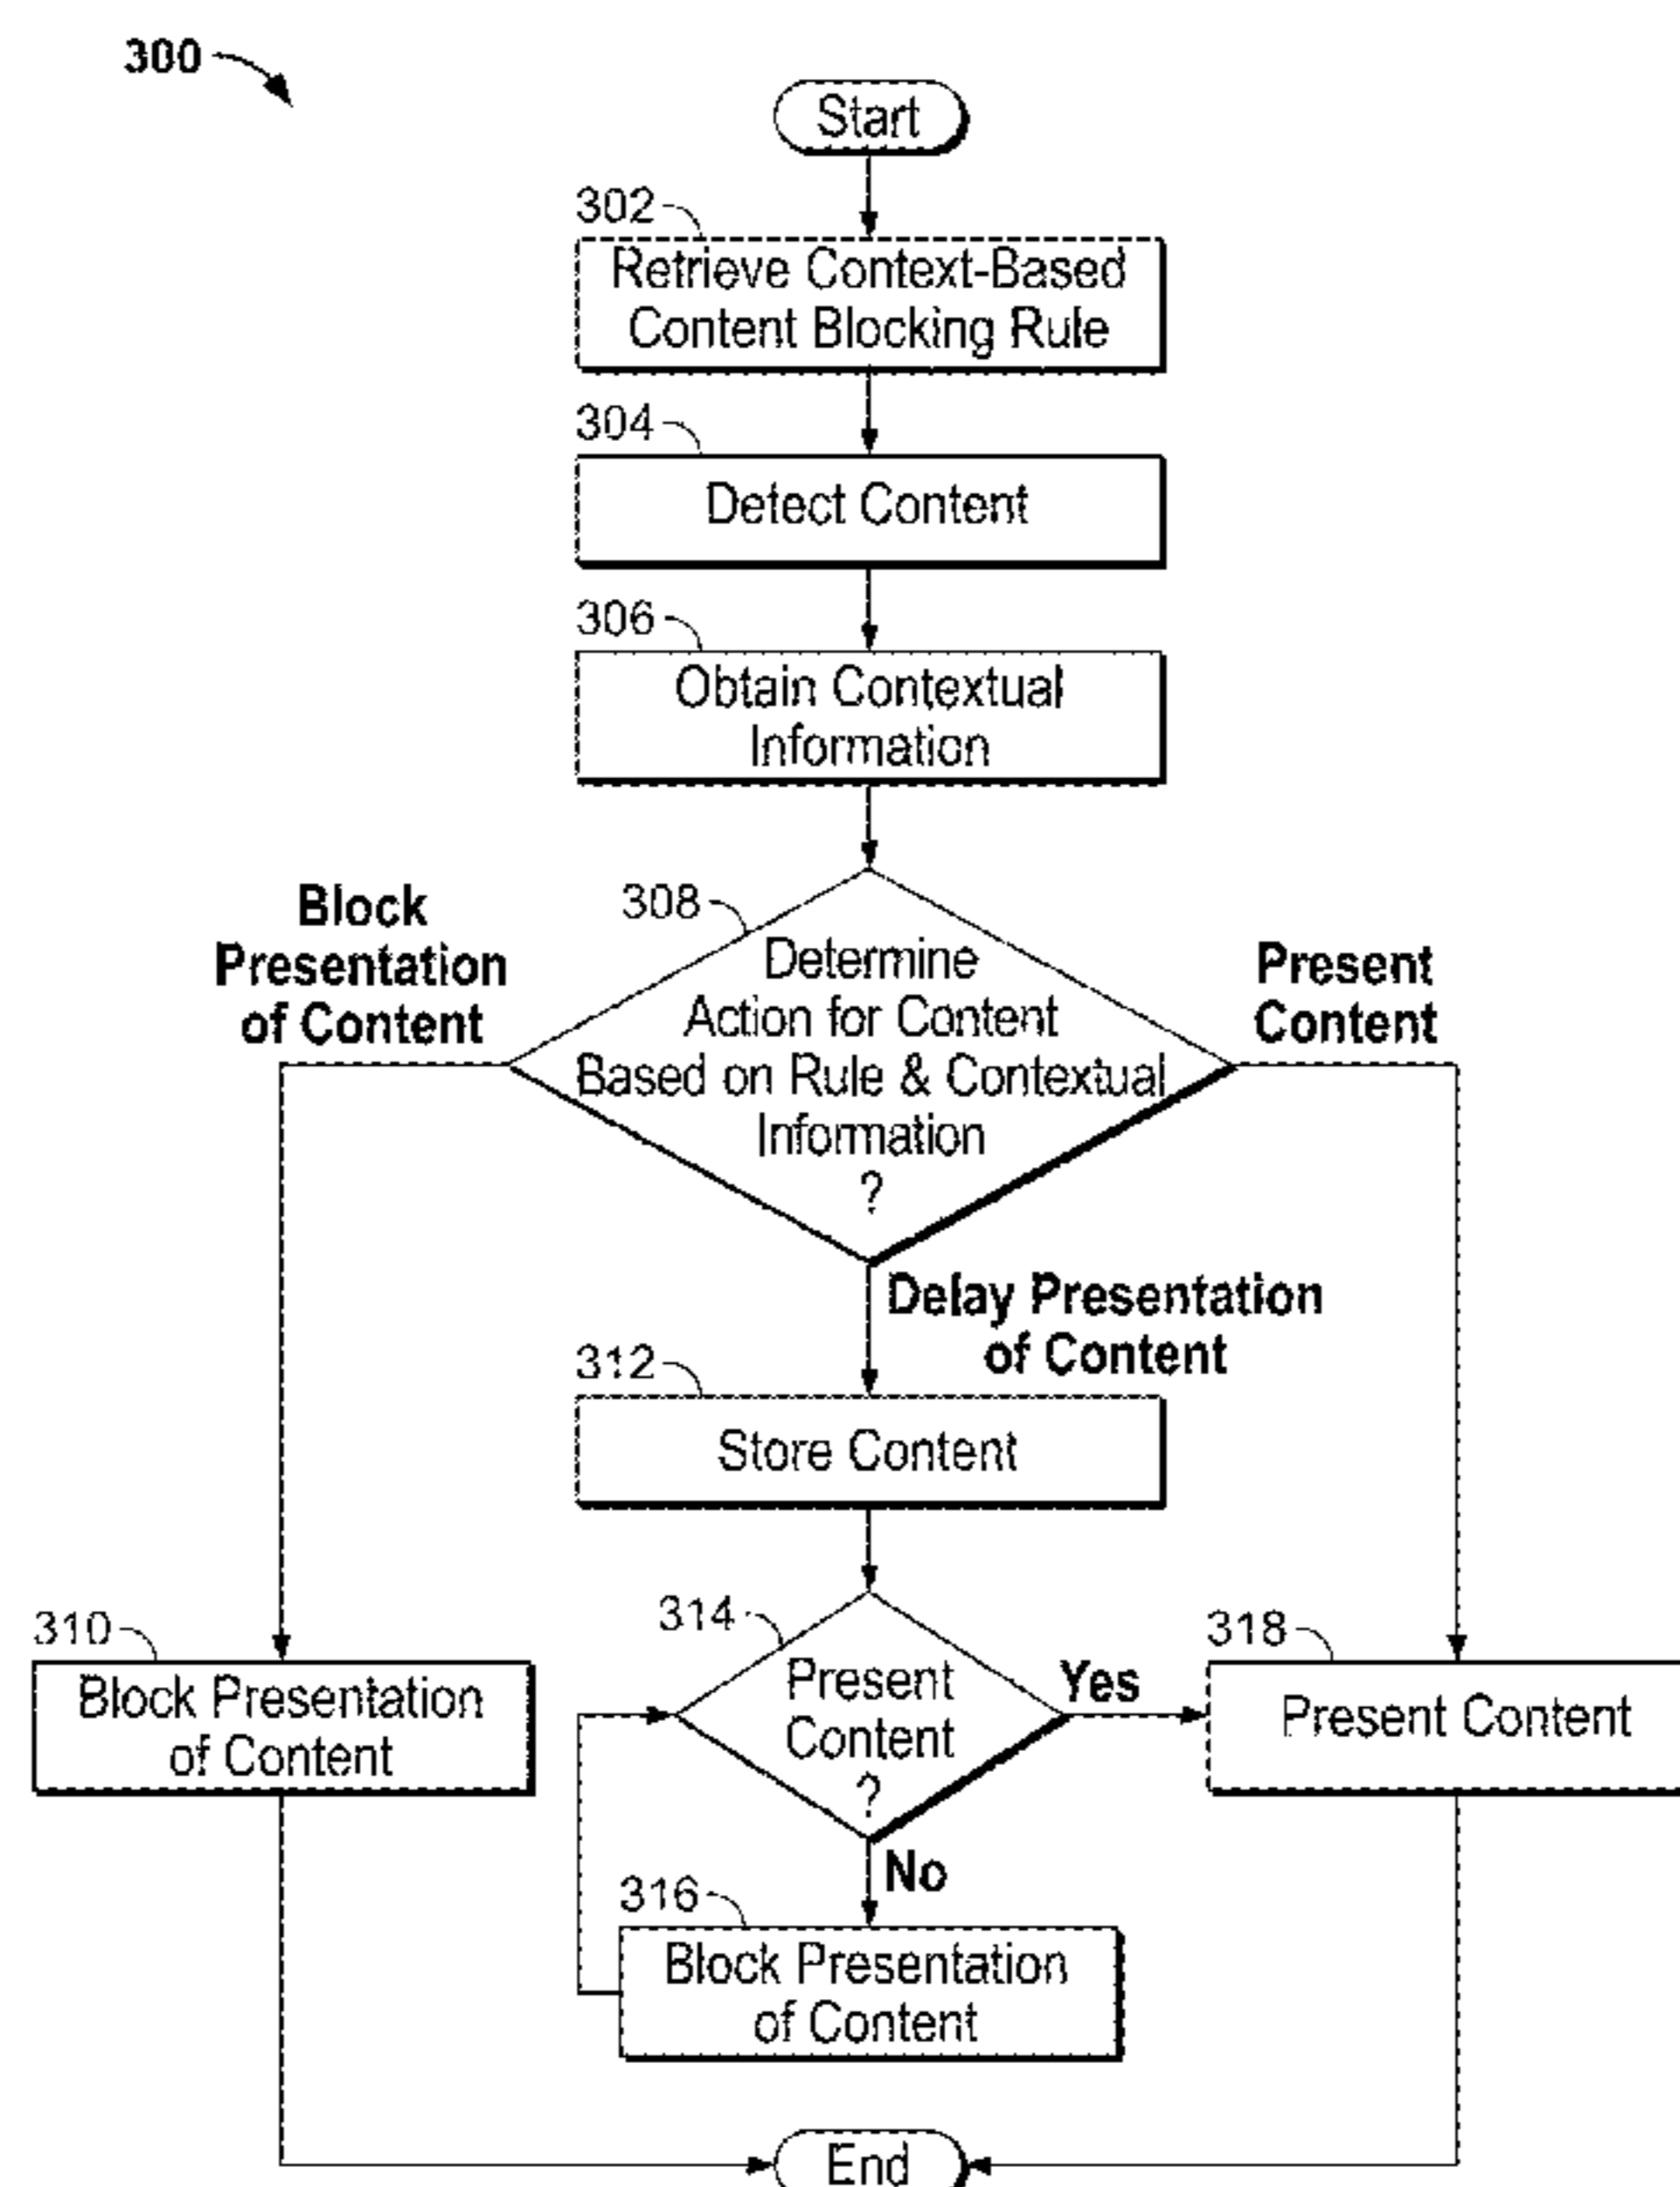 300
Start
302
Retrieve Context-Based
Content Blocking Rule
304
Detect Content
306
Obtain Contextual
Information
308
Determine
Action for Content
Based on Rule & Contextual
Information
?
Block
Presentation
of Content
Present
Content
Delay Presentation
of Content
312
Store Content
310
Block Presentation
of Content
314
Present
Content
?
Yes
318
Present Content
No
316
Block Presentation
of Content
End